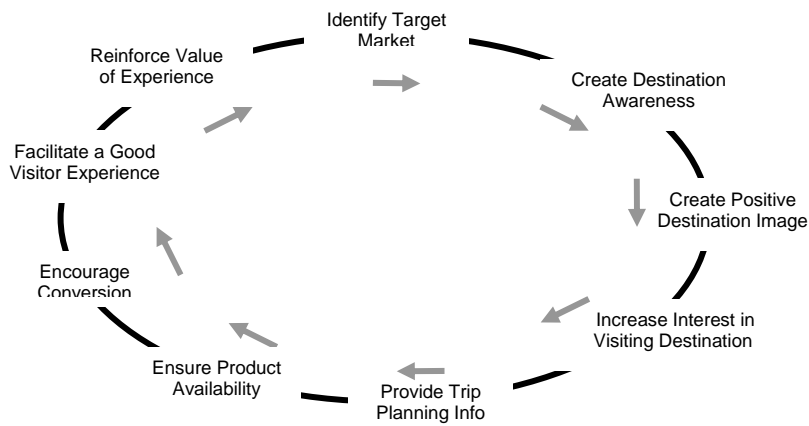 Identify Target
Market
Create Destination
Awareness
Create Positive
Destination Image
Increase Interest in
Visiting Destination
Provide Trip
Planning Info
Ensure Product
Availability
Encourage
Conversion
Facilitate a Good
Visitor Experience
Reinforce Value
of Experience